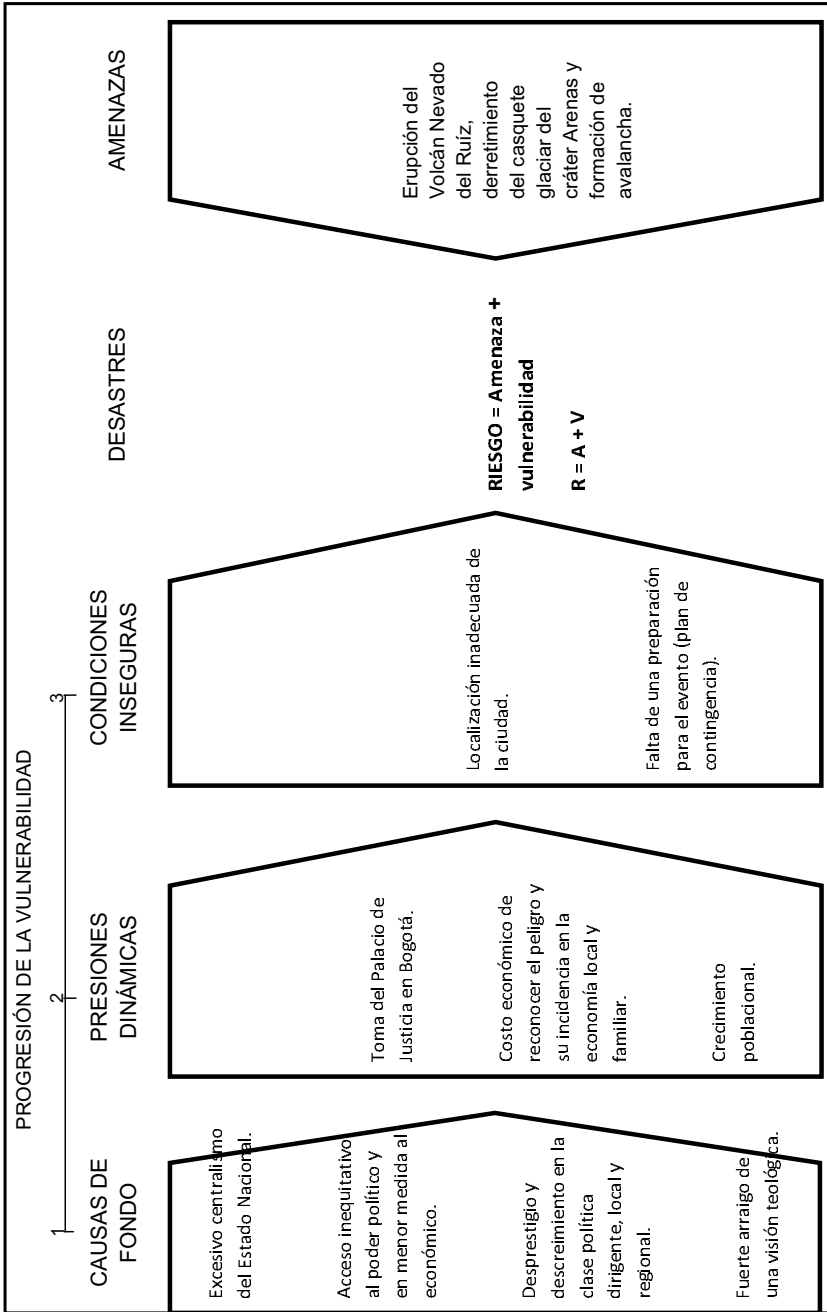 PROGRESIÓN DE LA VULNERABILIDAD
1
2
3
CAUSAS DE
FONDO
Excesivo centralismo
del Estado Nacional.
Acceso inequitativo
al poder político y
en menor medida al
económico.
Desprestigio y
descreimiento en la
clase política
dirigente, local y
regional.
Fuerte arraigo de
una visión teológica.
PRESIONES
DINÁMICAS
Toma del Palacio de
Justicia en Bogotá.
Costo económico de
reconocer el peligro y
su incidencia en la
economía local y
familiar.
Crecimiento
poblacional.
CONDICIONES
INSEGURAS
Localización inadecuada de
la ciudad.
Falta de una preparación
para el evento (plan de
contingencia).
DESASTRES
RIESGO = Amenaza +
vulnerabilidad
R = A + V
AMENAZAS
Erupción del
Volcán Nevado
del Ruíz,
derretimiento
del casquete
glaciar del
cráter Arenas y
formación de
avalancha.